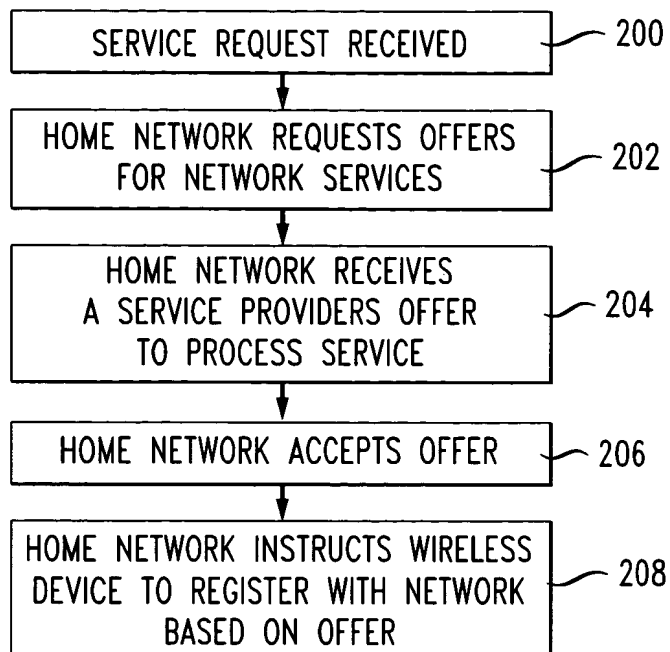 SERVICE REQUEST RECEIVED
200
HOME NETWORK REQUESTS OFFERS
FOR NETWORK SERVICES
202
HOME NETWORK RECEIVES
A SERVICE PROVIDERS OFFER
TO PROCESS SERVICE
204
HOME NETWORK ACCEPTS OFFER
206
HOME NETWORK INSTRUCTS WIRELESS
DEVICE TO REGISTER WITH NETWORK
BASED ON OFFER
208